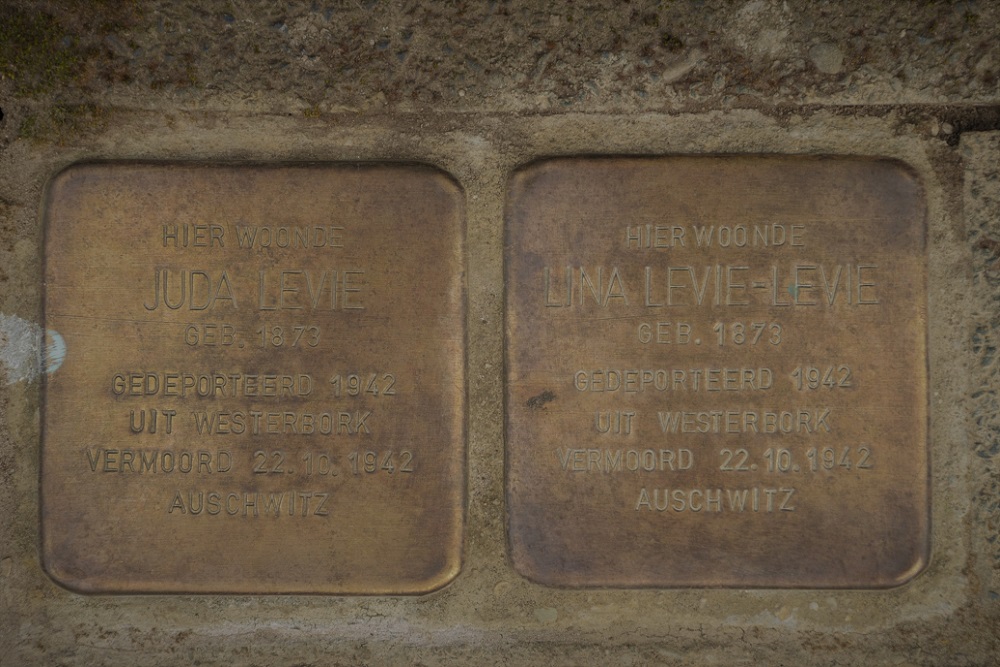 HIER WOONDE
JUDA LEVIE
GEB. 1873
GEDEPORTEERD 1942
UIT WESTERBORK
VERMOORD 22.10.1942
AUSCHWITZ
HIER WOONDE
LINA LEVIE-LEVIE
GEB. 1873
GEDEPORTEERD 1942
UIT WESTERBORK
VERMOORD 22.10.1942
AUSCHWITZ